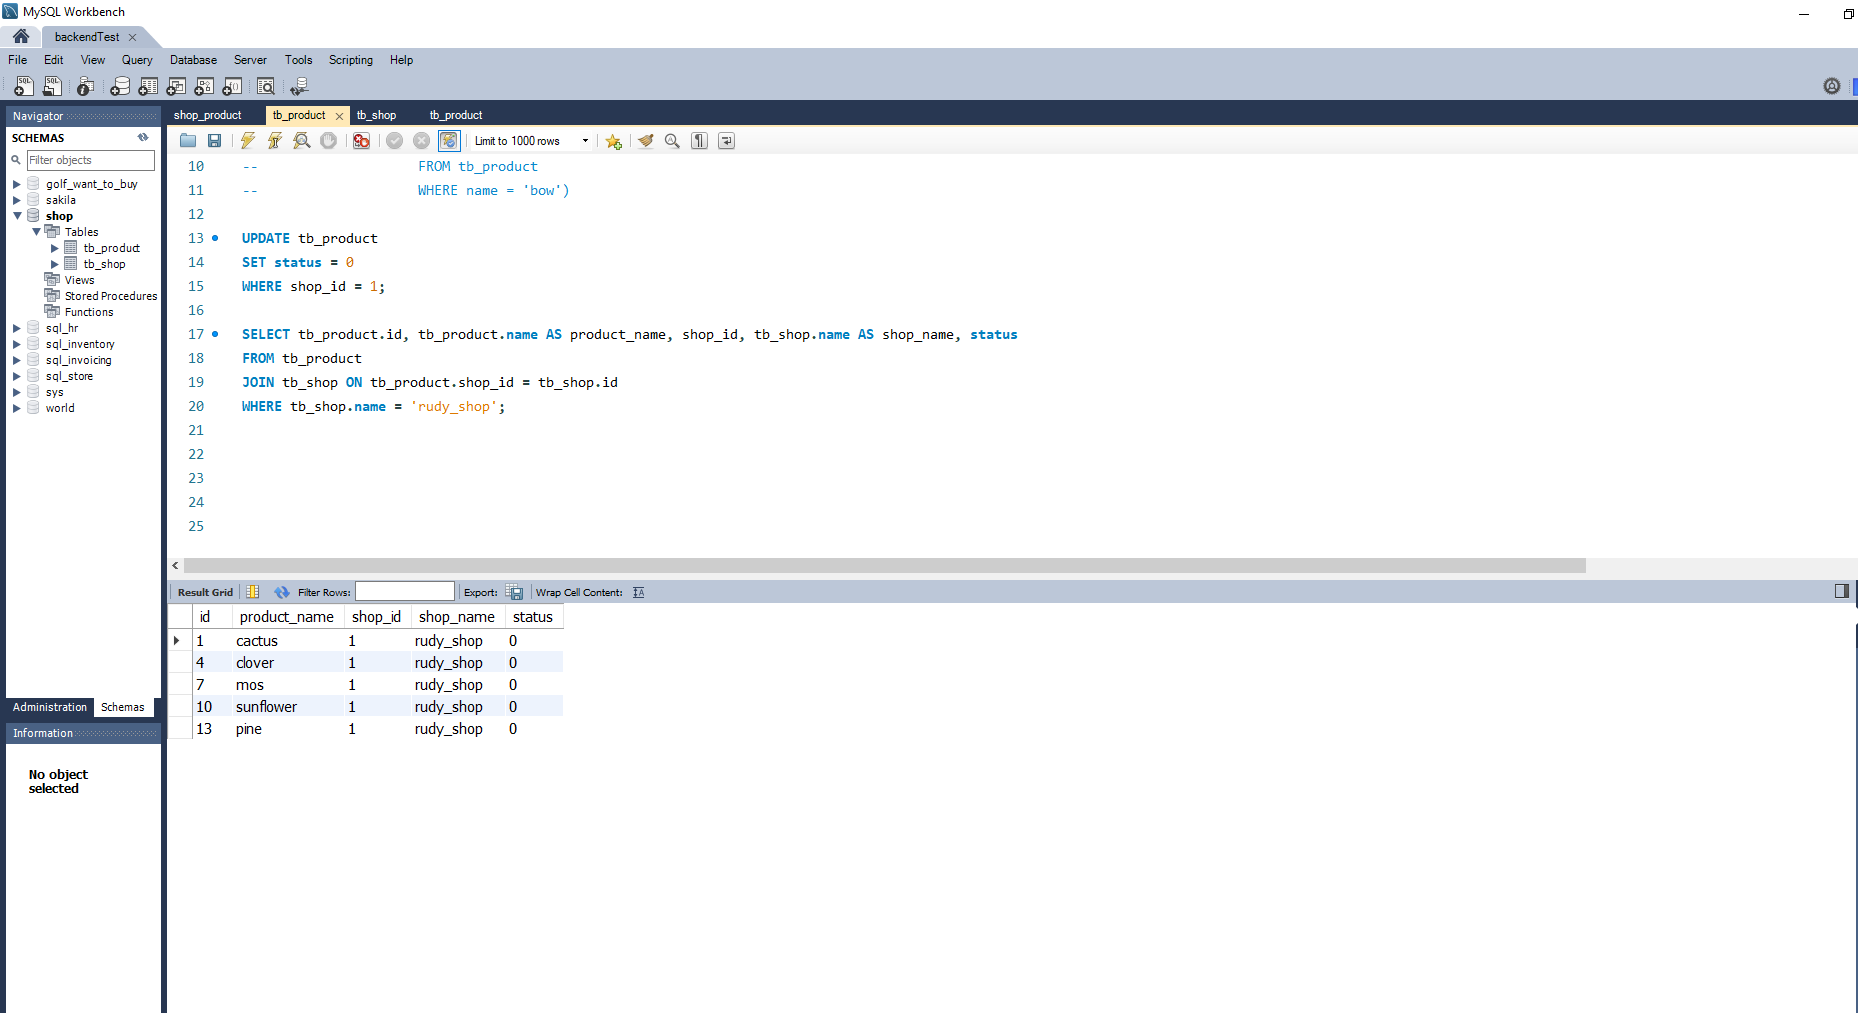 MySQL Workbench
backendTest
File Edit View Query Database Server Tools Scripting Help
Navigator
SCHEMAS
Filter objects
golf_want_to_buy
sakila
shop
Tables
tb_product
tb_shop
Views
Stored Procedures
Functions
sql_hr
sql_inventory
sql_invoicing
sql_store
sys
world
Administration Schemas
Information
No object
selected
shop_product tb_product tb_shop tb_product
Limit to 1000 rows
10 -- FROM tb_product
11 -- WHERE name = 'bow')
12
13 UPDATE tb_product
14 SET status = 0
15 WHERE shop_id = 1;
16
17 SELECT tb_product.id, tb_product.name AS product_name, shop_id, tb_shop.name AS shop_name, status
18 FROM tb_product
19 JOIN tb_shop ON tb_product.shop_id = tb_shop.id
20 WHERE tb_shop.name = 'rudy_shop';
21
22
23
24
25
Result Grid Filter Rows: Export: Wrap Cell Content:
id product_name shop_id shop_name status
1 cactus 1 rudy_shop 0
4 clover 1 rudy_shop 0
7 mos 1 rudy_shop 0
10 sunflower 1 rudy_shop 0
13 pine 1 rudy_shop 0